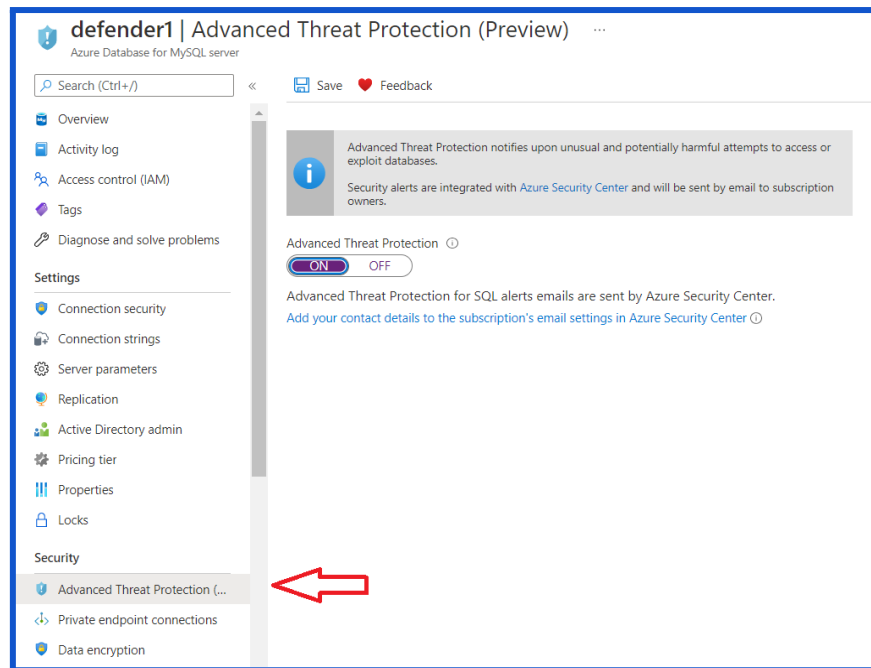 defender1 | Advanced Threat Protection (Preview) ...
Azure Database for MySQL server
Search (Ctrl+/)
«
Save
Feedback
Overview
Activity log
Access control (IAM)
Tags
Diagnose and solve problems
Settings
Connection security
Connection strings
Server parameters
Replication
Active Directory admin
Pricing tier
Properties
Locks
Security
Advanced Threat Protection (...
Private endpoint connections
Data encryption
Advanced Threat Protection notifies upon unusual and potentially harmful attempts to access or
exploit databases.
Security alerts are integrated with Azure Security Center and will be sent by email to subscription
owners.
Advanced Threat Protection
ON OFF
Advanced Threat Protection for SQL alerts emails are sent by Azure Security Center.
Add your contact details to the subscription's email settings in Azure Security Center